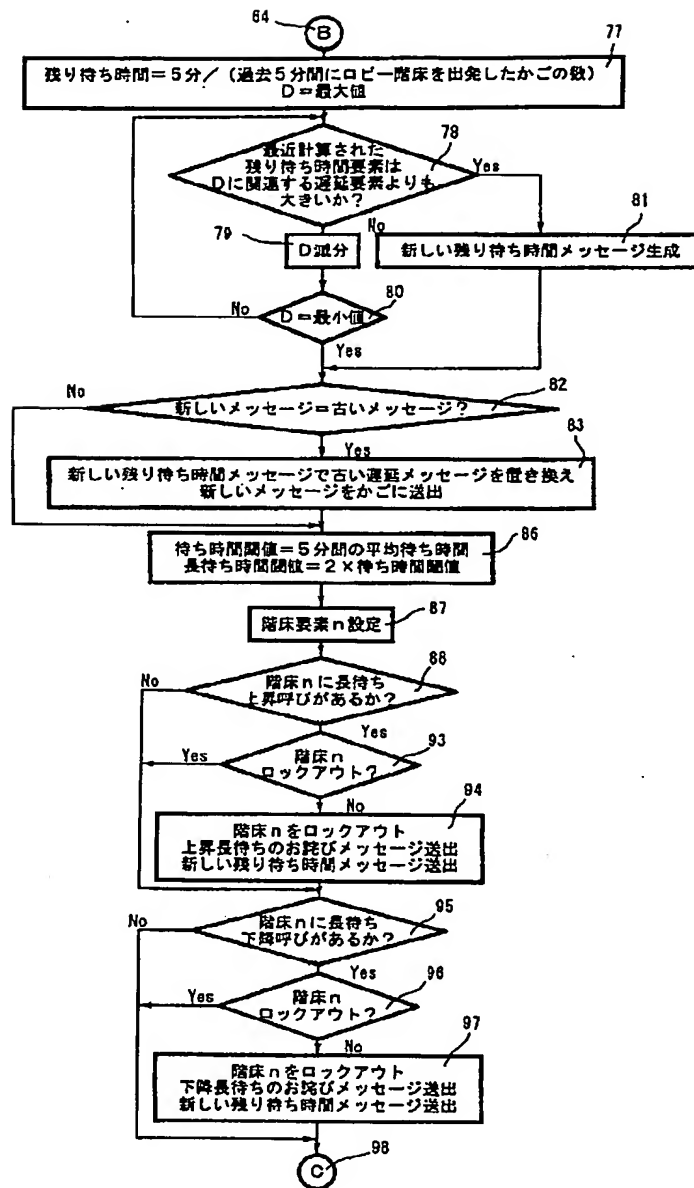 64
B
77
残り待ち時間=5分/(過去5分間にロビー階床を出発したかごの数)
D=最大値
78
最近計算された
残り待ち時間要素は
Dに関連する遅延要素よりも
大きいか?
Yes
No
79
D減分
81
新しい残り待ち時間メッセージ生成
80
D=最小値
No
Yes
82
新しいメッセージ=古いメッセージ?
No
Yes
83
新しい残り待ち時間メッセージで古い遅延メッセージを置き換え
新しいメッセージをかごに送出
86
待ち時間閾値=5分間の平均待ち時間
長待ち時間閾値=2×待ち時間閾値
87
階床要素n設定
88
階床nに長待ち
上昇呼びがあるか?
No
Yes
93
階床n
ロックアウト?
Yes
No
94
階床nをロックアウト
上昇長待ちのお詫びメッセージ送出
新しい残り待ち時間メッセージ送出
95
階床nに長待ち
下降呼びがあるか?
No
Yes
96
階床n
ロックアウト?
Yes
No
97
階床nをロックアウト
下降長待ちのお詫びメッセージ送出
新しい残り待ち時間メッセージ送出
98
C